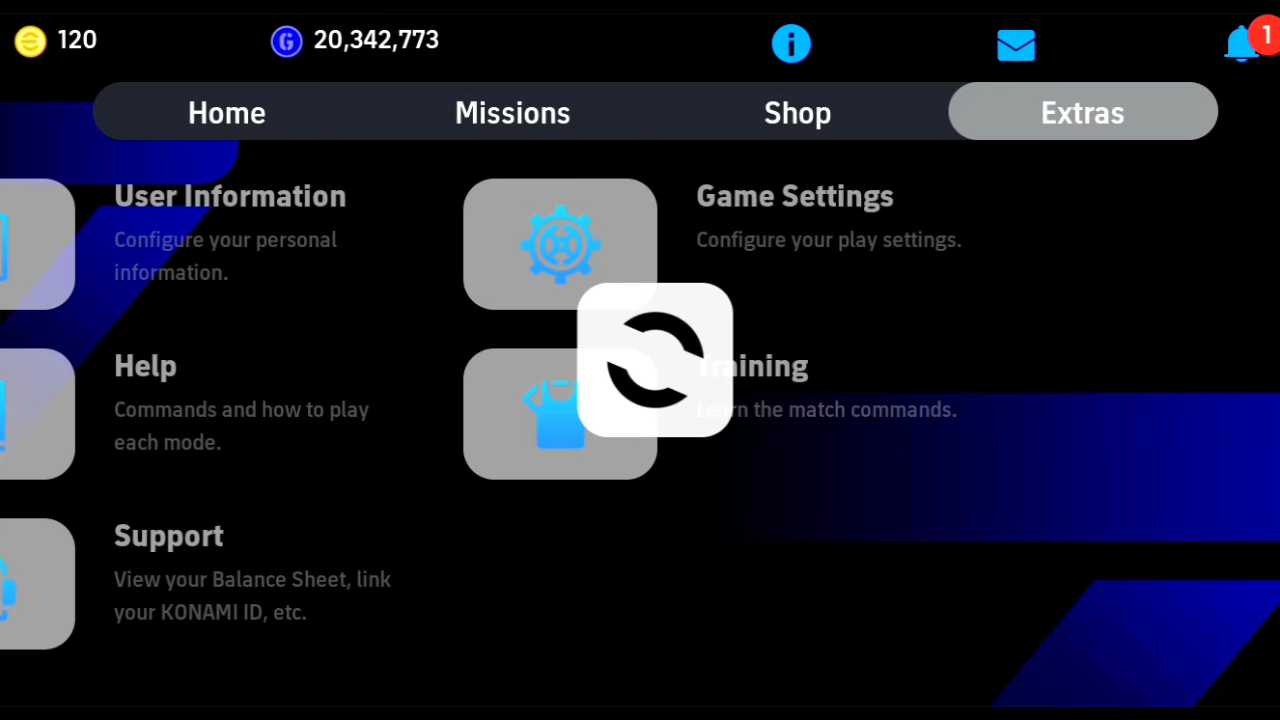 120
20,342,773
1
Home
Missions
Shop
Extras
User Information
Configure your personal
information.
Game Settings
Configure your play settings.
Help
Commands and how to play
each mode.
Training
Learn the match commands.
Support
View your Balance Sheet, link
your KONAMI ID, etc.